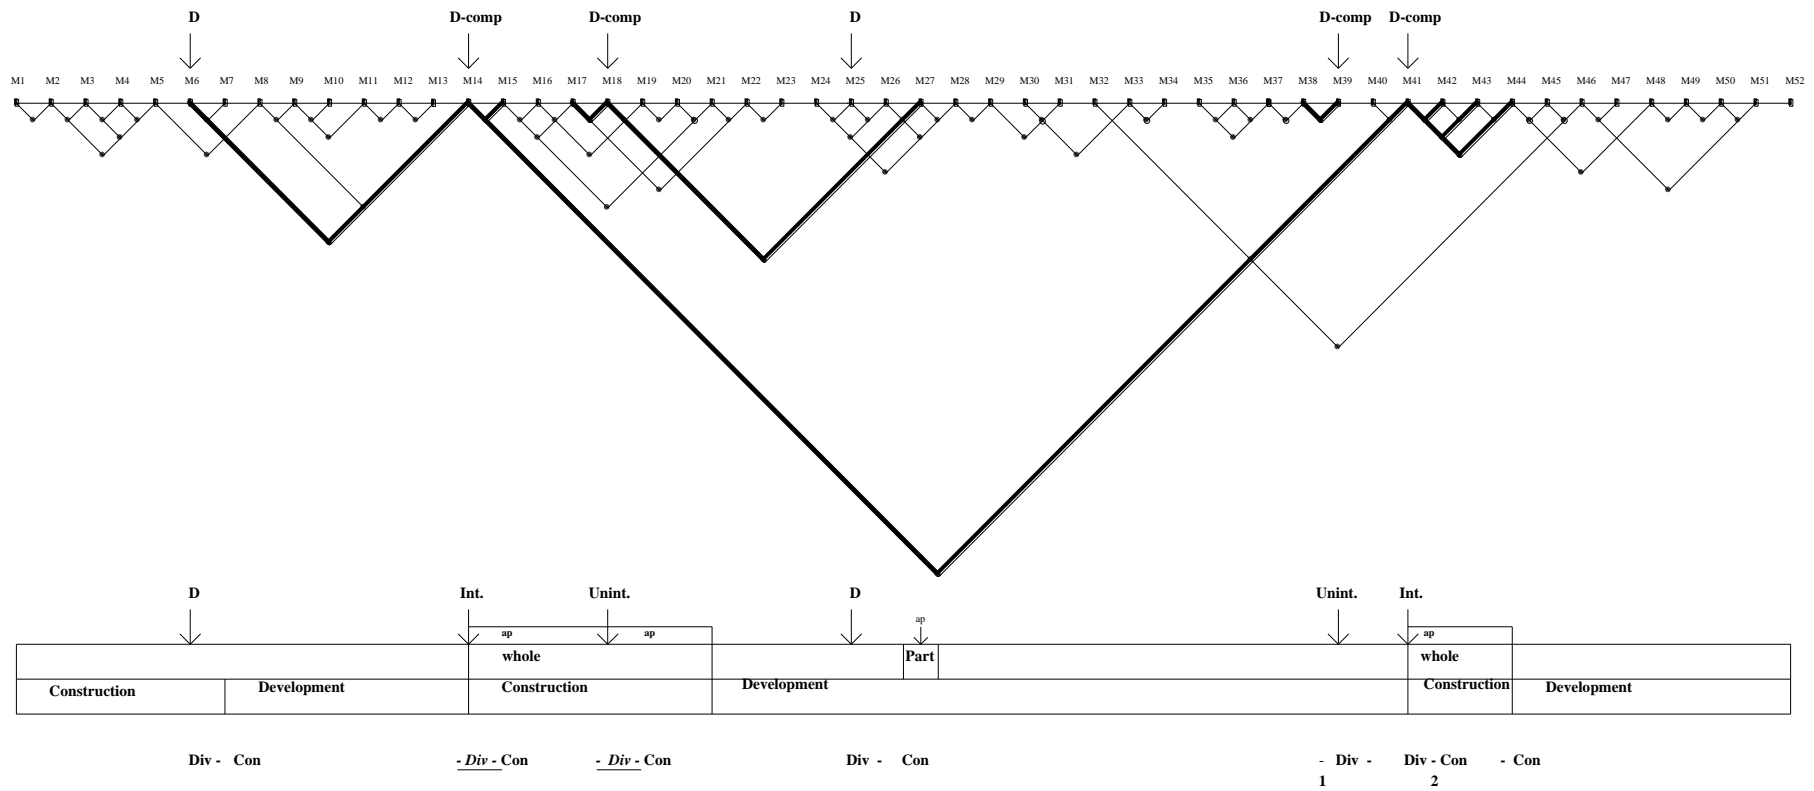 D D-comp D-comp D D-comp D-comp
M1 M2 M3 M4 M5 M6 M7 M8 M9 M10 M11 M12 M13 M14 M15 M16 M17 M18 M19 M20 M21 M22 M23 M24 M25 M26 M27 M28 M29 M30 M31 M32 M33 M34 M35 M36 M37 M38 M39 M40 M41 M42 M43 M44 M45 M46 M47 M48 M49 M50 M51 M52
D Int. Unint. D Unint. Int.
ap
ap ap ap
whole Part whole
Construction Development Construction Development Construction Development
Div - Con - Div - Con - Div - Con Div - Con - Div - Div - Con - Con
1 2